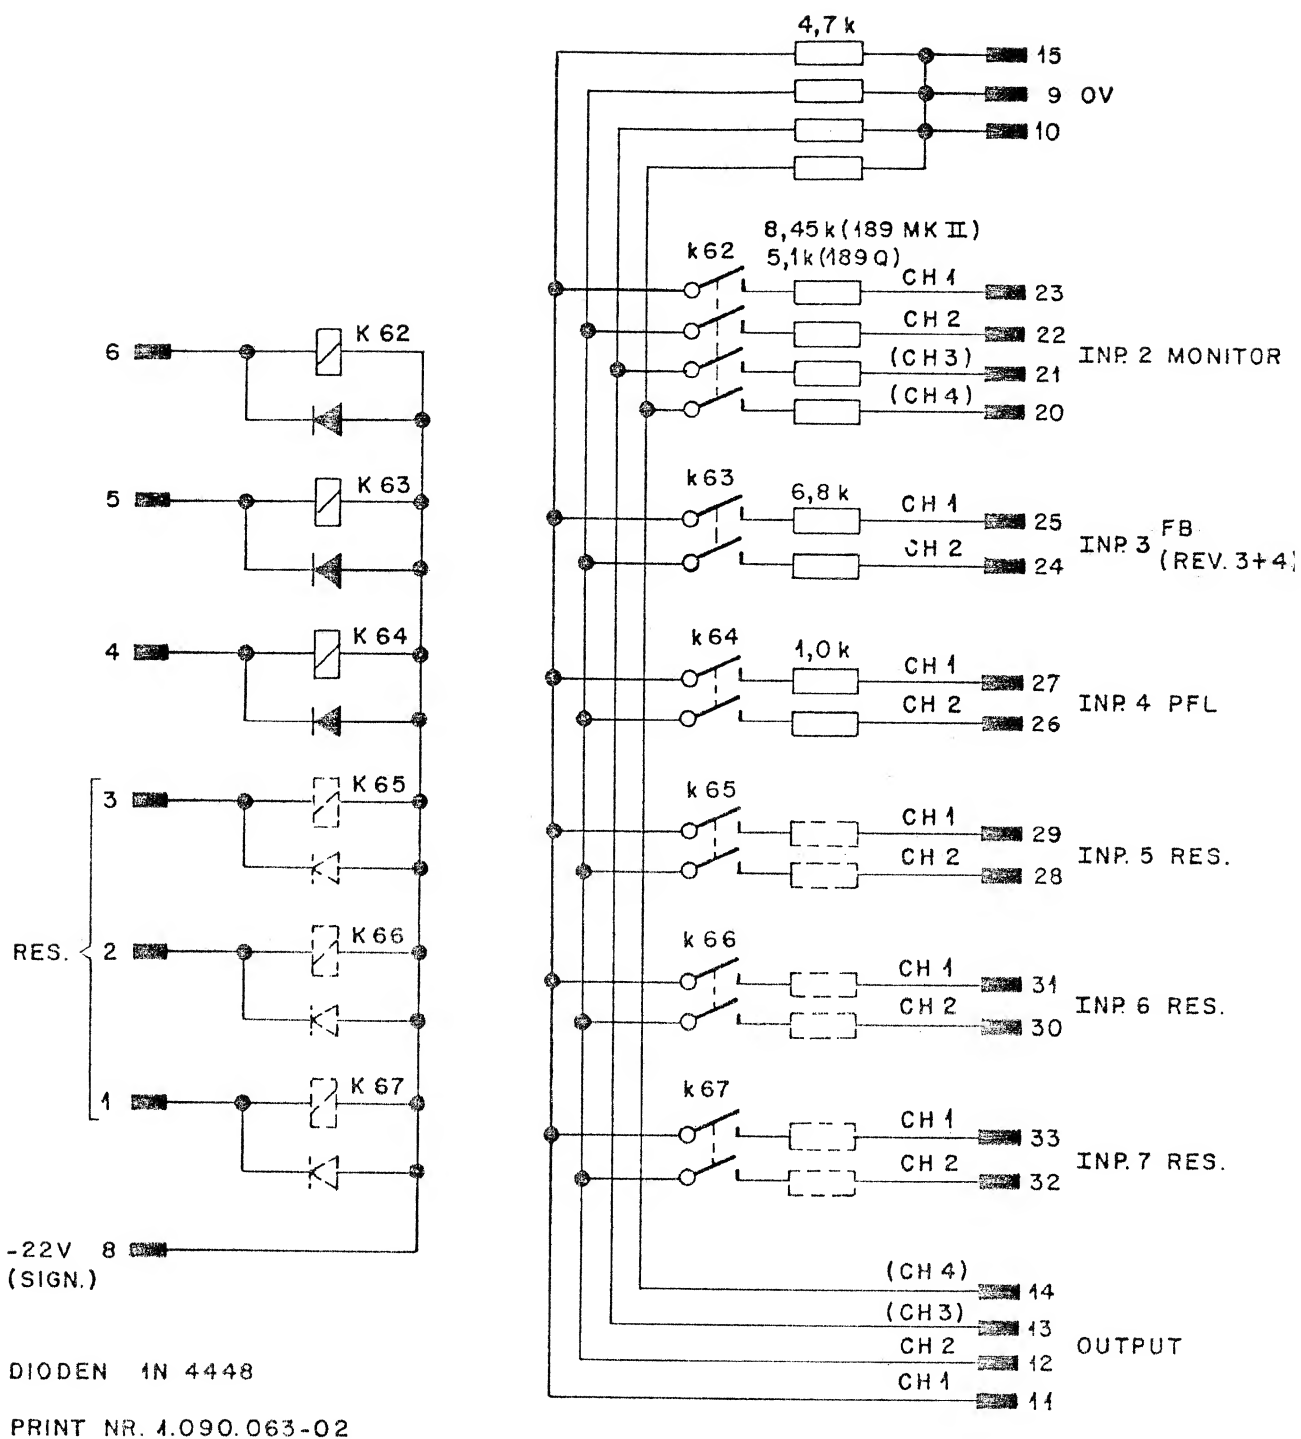 4,7 k
15
9 0V
10
8,45 k (189 MK II)
5,1 k (189 Q)
k62
CH 1
23
CH 2
22
(CH3)
21
(CH4)
20
INP. 2 MONITOR
6
K 62
5
K 63
4
K 64
3
K 65
RES.
2
K 66
1
K 67
-22V 8
(SIGN.)
k63
6,8 k
CH 1
25
CH 2
24
INP. 3 FB
(REV. 3+4)
k64
1,0 k
CH 1
27
CH 2
26
INP. 4 PFL
k65
CH 1
29
CH 2
28
INP. 5 RES.
k66
CH 1
31
CH 2
30
INP. 6 RES.
k67
CH 1
33
CH 2
32
INP. 7 RES.
(CH 4)
14
(CH3)
13
CH 2
12
CH 1
11
OUTPUT
DIODEN 1N 4448
PRINT NR. 1.090.063-02